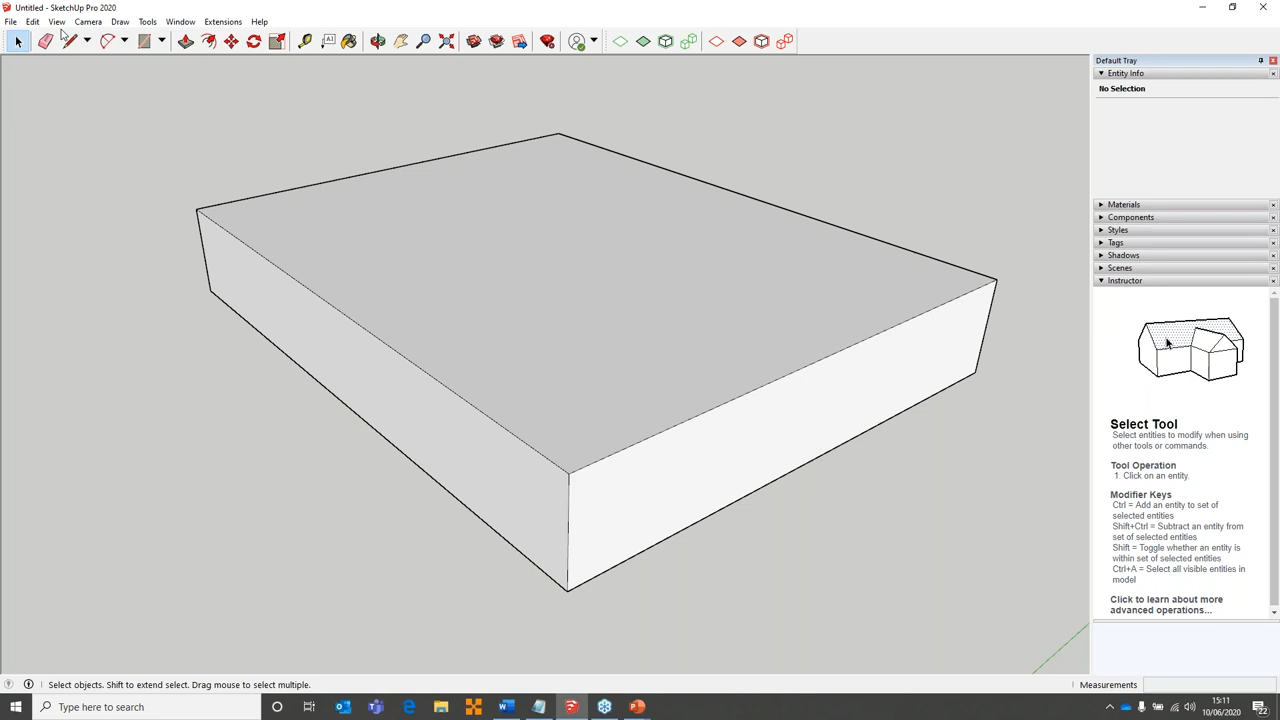 Untitled - SketchUp Pro 2020
File Edit View Camera Draw Tools Window Extensions Help
Default Tray
Entity Info
No Selection
Materials
Components
Styles
Tags
Shadows
Scenes
Instructor
Select Tool
Select entities to modify when using
other tools or commands.
Tool Operation
1. Click on an entity.
Modifier Keys
Ctrl = Add an entity to set of
selected entities
Shift+Ctrl = Subtract an entity from
set of selected entities
Shift = Toggle whether an entity is
within set of selected entities
Ctrl+A = Select all visible entities in
model
Click to learn about more
advanced operations...
Select objects. Shift to extend select. Drag mouse to select multiple.
Measurements
Type here to search
15:11
10/06/2020
22